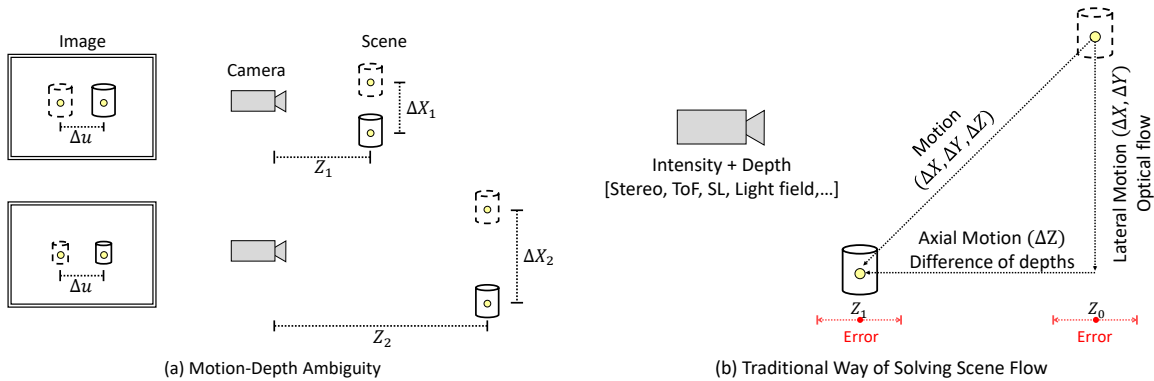 Image
Scene
Camera
ΔX₁
Δu
Z₁
ΔX₂
Δu
Z₂
(a) Motion-Depth Ambiguity
Intensity + Depth
[Stereo, ToF, SL, Light field,...]
Motion
(ΔX, ΔY, ΔZ)
Lateral Motion (ΔX, ΔY)
Optical flow
Axial Motion (ΔZ)
Difference of depths
Z₁
Error
Z₀
Error
(b) Traditional Way of Solving Scene Flow